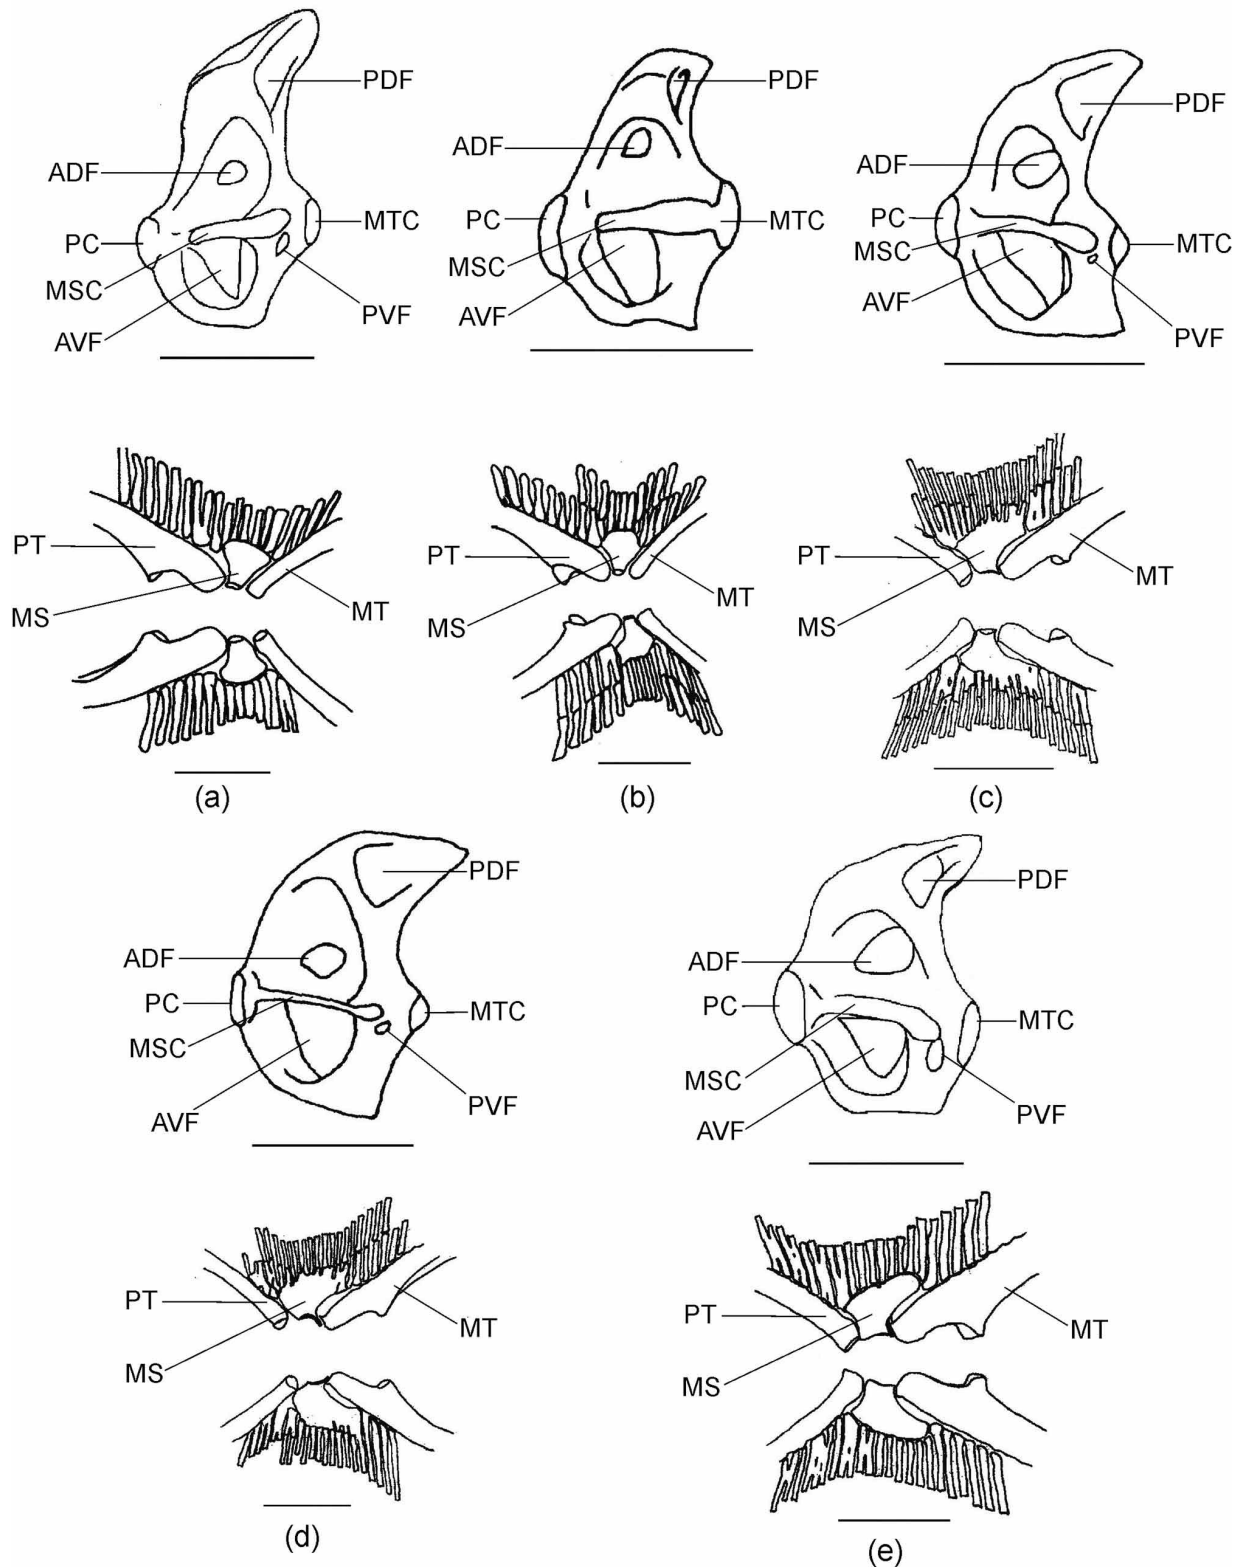 PDF
ADF
PC
MTC
MSC
AVF
PVF
PDF
ADF
PC
MTC
MSC
AVF
PDF
ADF
PC
MSC
MTC
AVF
PVF
PT
MS
MT
(a)
PT
MS
MT
(b)
PT
MS
MT
(c)
PDF
ADF
PC
MTC
MSC
AVF
PVF
PDF
ADF
PC
MTC
MSC
AVF
PVF
PT
MS
MT
(d)
PT
MS
MT
(e)